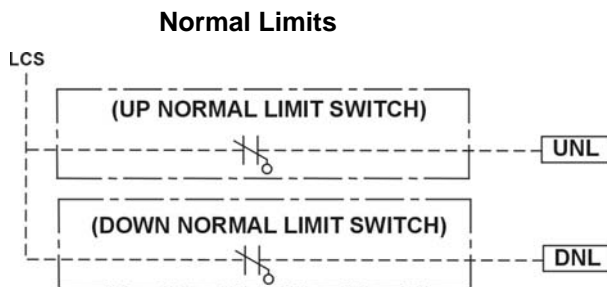 Normal Limits
LCS
(UP NORMAL LIMIT SWITCH)
UNL
(DOWN NORMAL LIMIT SWITCH)
DNL